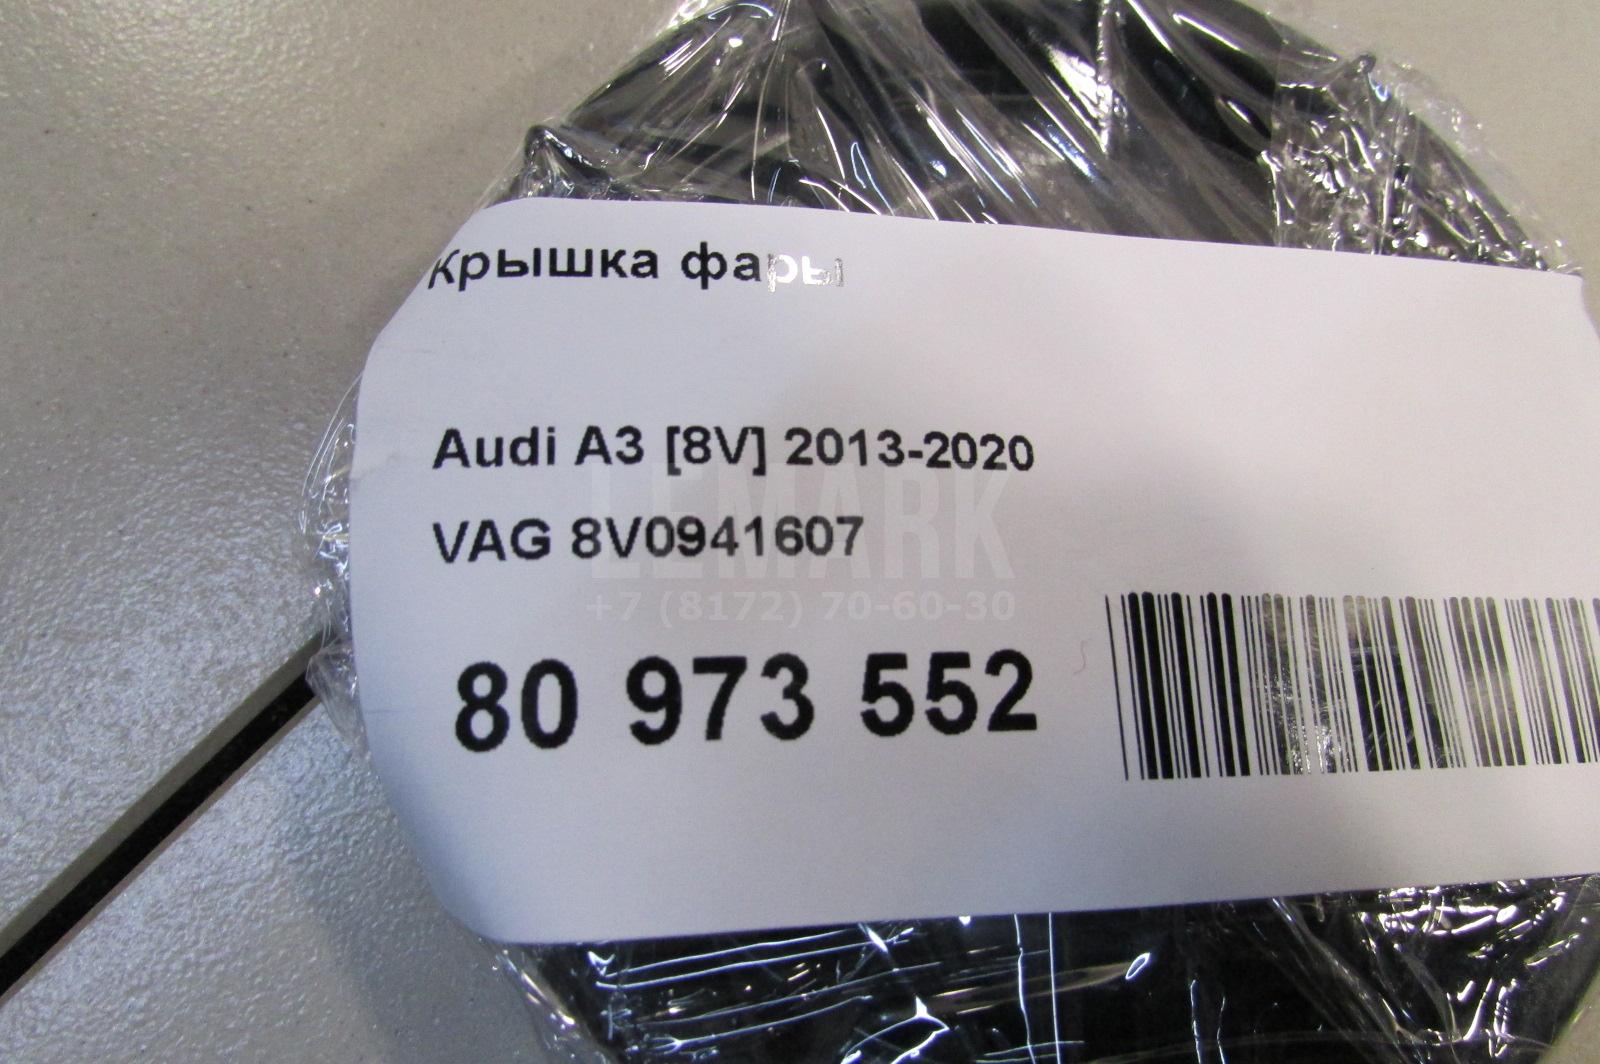 Крышка фары
Audi A3 [8V] 2013-2020
VAG 8V0941607
LEMARK
+7 (8172) 70-60-30
80 973 552